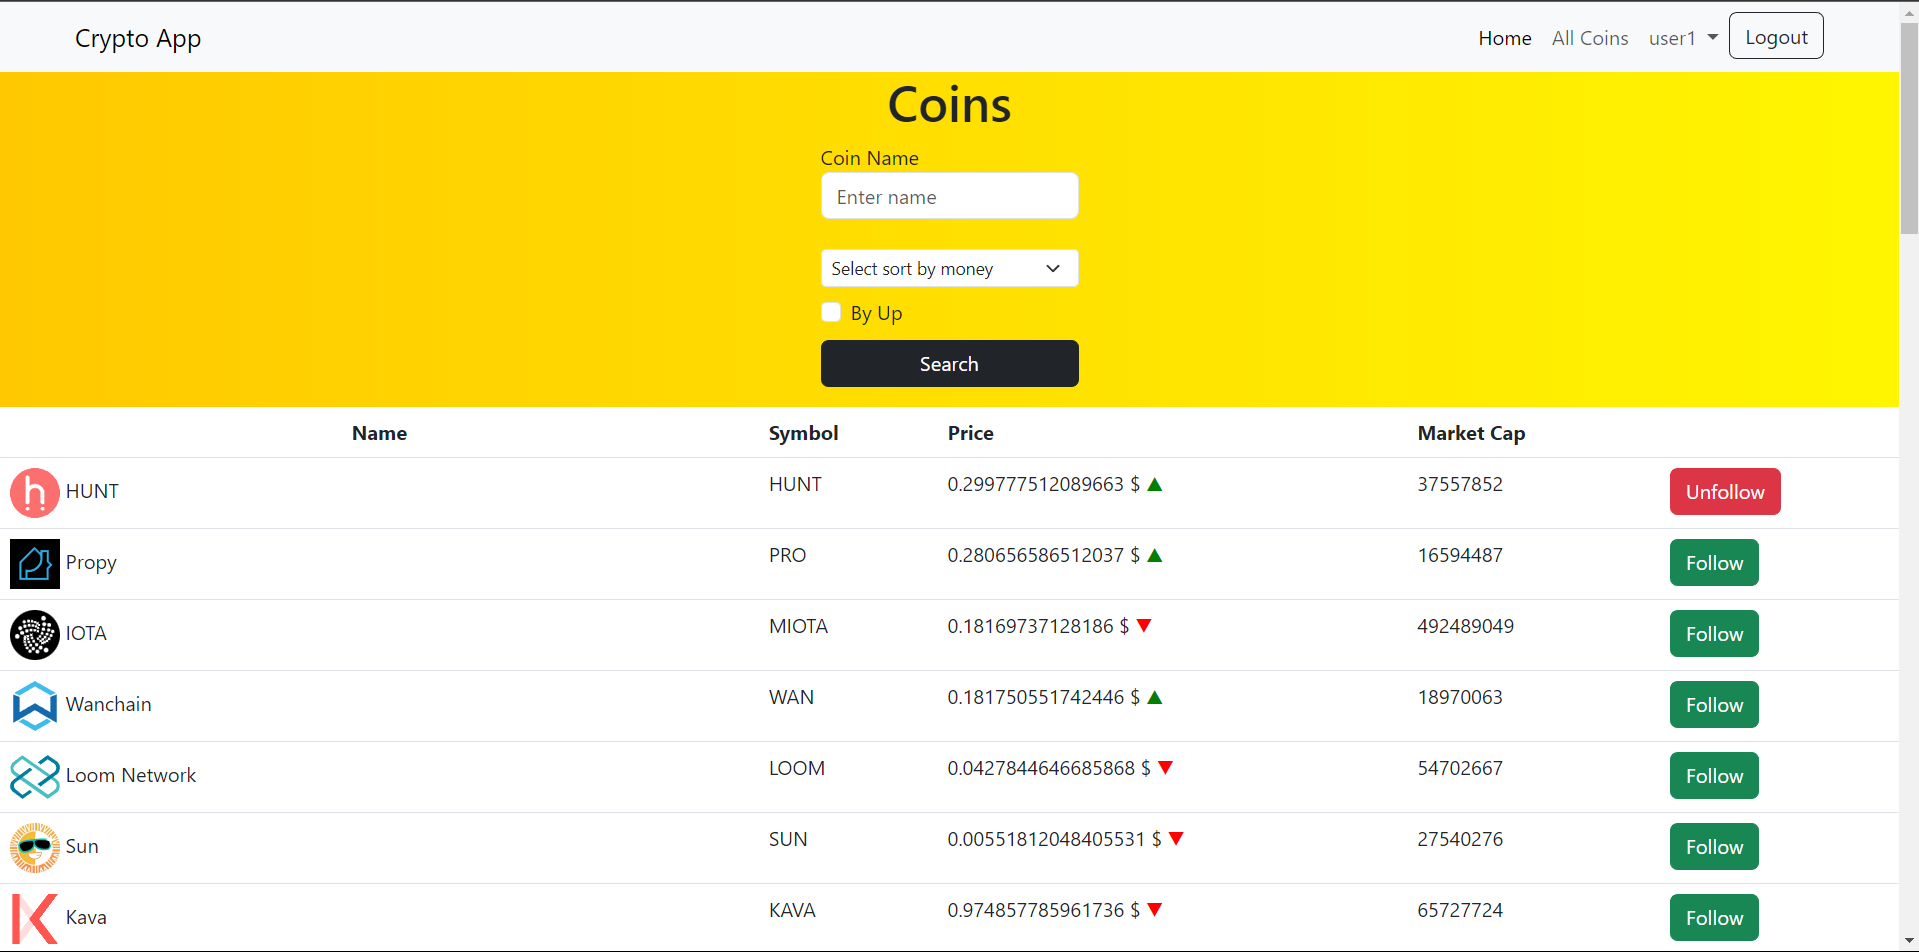 Crypto App Home All Coins user1 Logout
Coins
Coin Name
Enter name
Select sort by money
By Up
Search
Name Symbol Price Market Cap
HUNT HUNT 0.299777512089663 $ 37557852 Unfollow
Propy PRO 0.280656586512037 $ 16594487 Follow
IOTA MIOTA 0.18169737128186 $ 492489049 Follow
Wanchain WAN 0.181750551742446 $ 18970063 Follow
Loom Network LOOM 0.0427844646685868 $ 54702667 Follow
Sun SUN 0.00551812048405531 $ 27540276 Follow
Kava KAVA 0.974857785961736 $ 65727724 Follow